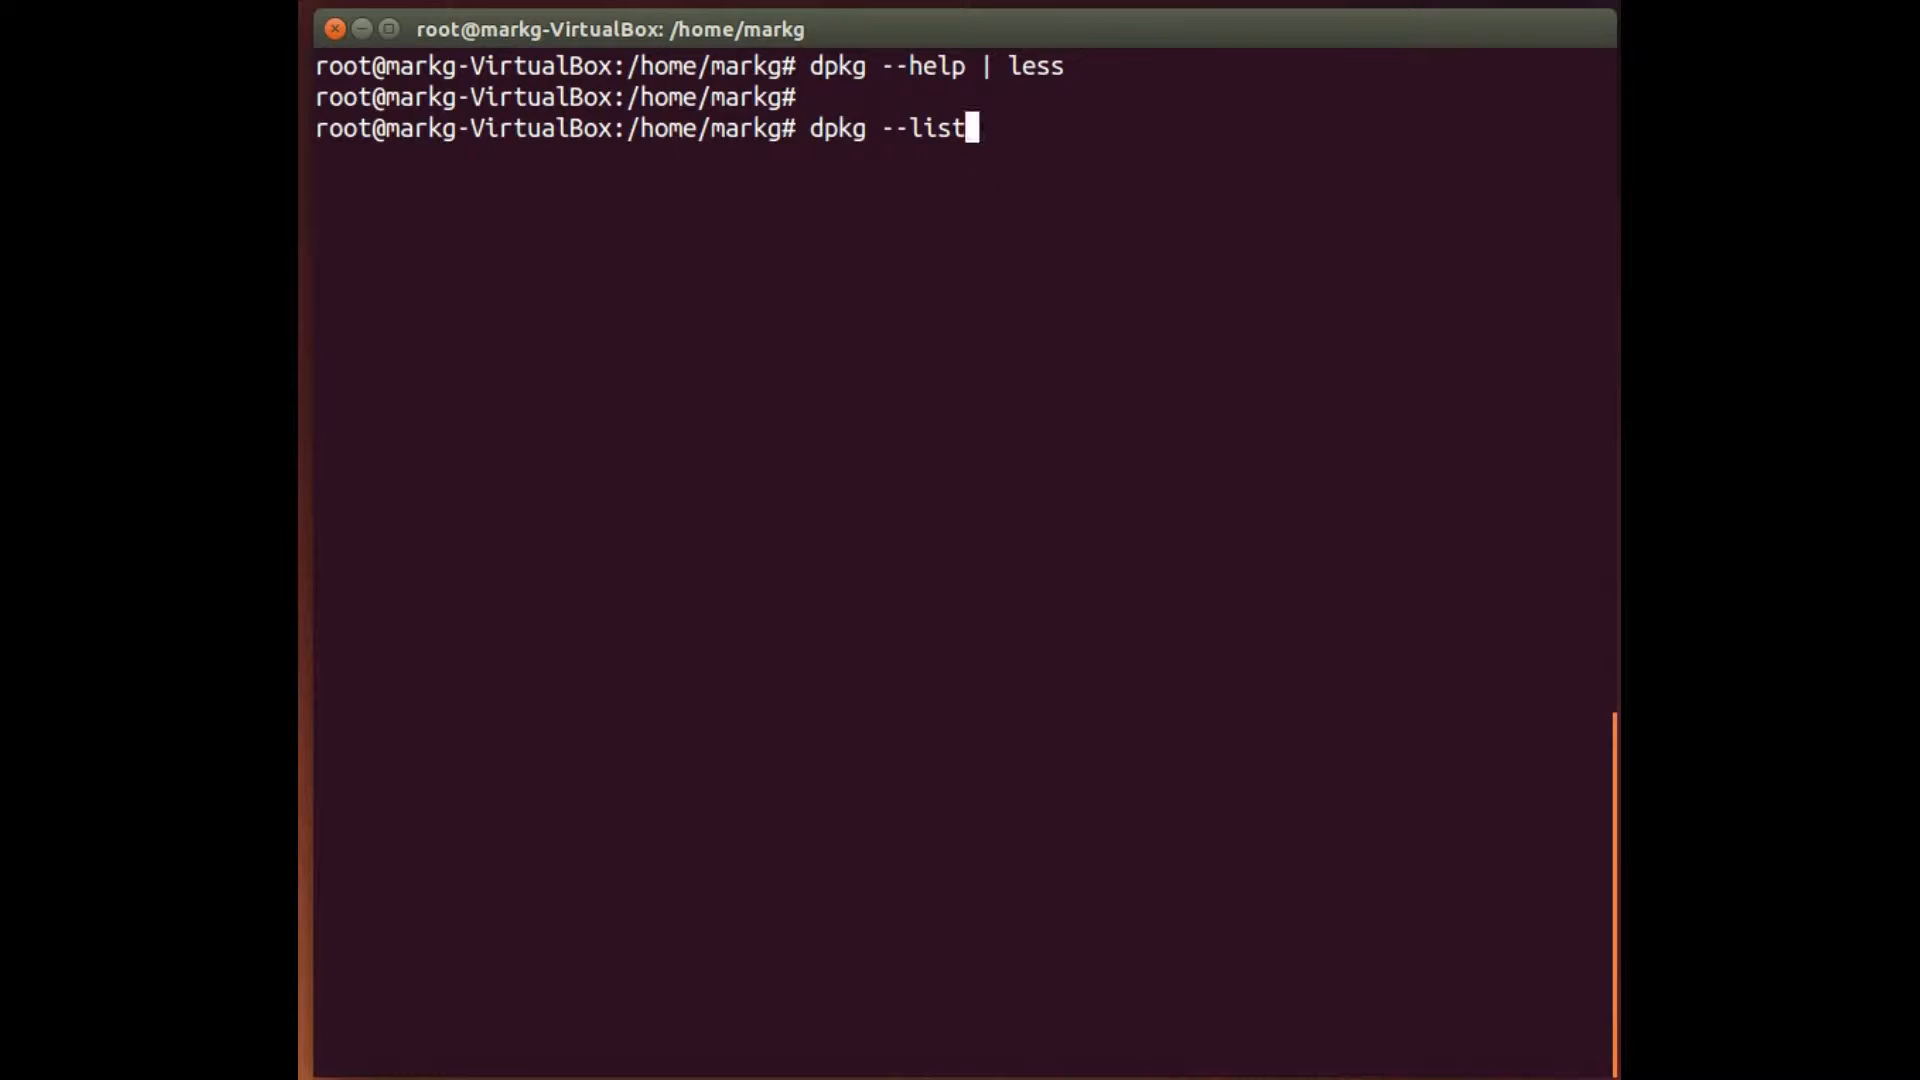 root@markg-VirtualBox: /home/markg
root@markg-VirtualBox:/home/markg# dpkg --help | less
root@markg-VirtualBox:/home/markg#
root@markg-VirtualBox:/home/markg# dpkg --list